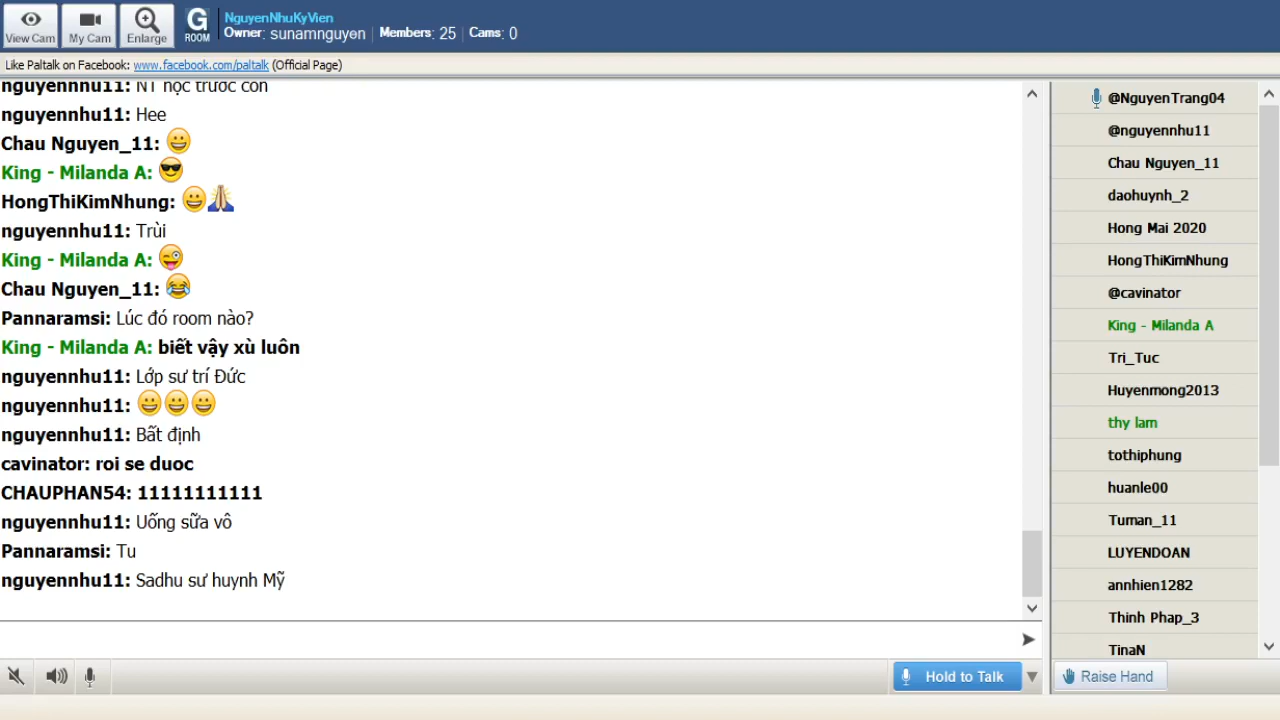 View Cam
My Cam
Enlarge
G
ROOM
NguyenNhuKyVien
Owner: sunamnguyen | Members: 25 | Cams: 0
Like Paltalk on Facebook: www.facebook.com/paltalk (Official Page)
nguyennhu11: NT học trước con
nguyennhu11: Hee
Chau Nguyen_11: 😀
King - Milanda A: 😎
HongThiKimNhung: 😀🙏
nguyennhu11: Trùi
King - Milanda A: 😜
Chau Nguyen_11: 😂
Pannaramsi: Lúc đó room nào?
King - Milanda A: biết vậy xù luôn
nguyennhu11: Lớp sư trí Đức
nguyennhu11: 😀😀😀
nguyennhu11: Bất định
cavinator: roi se duoc
CHAUPHAN54: 11111111111
nguyennhu11: Uống sữa vô
Pannaramsi: Tu
nguyennhu11: Sadhu sư huynh Mỹ
Hold to Talk
@NguyenTrang04
@nguyennhu11
Chau Nguyen_11
daohuynh_2
Hong Mai 2020
HongThiKimNhung
@cavinator
King - Milanda A
Tri_Tuc
Huyenmong2013
thy lam
tothiphung
huanle00
Tuman_11
LUYENDOAN
annhien1282
Thinh Phap_3
TinaN
Raise Hand